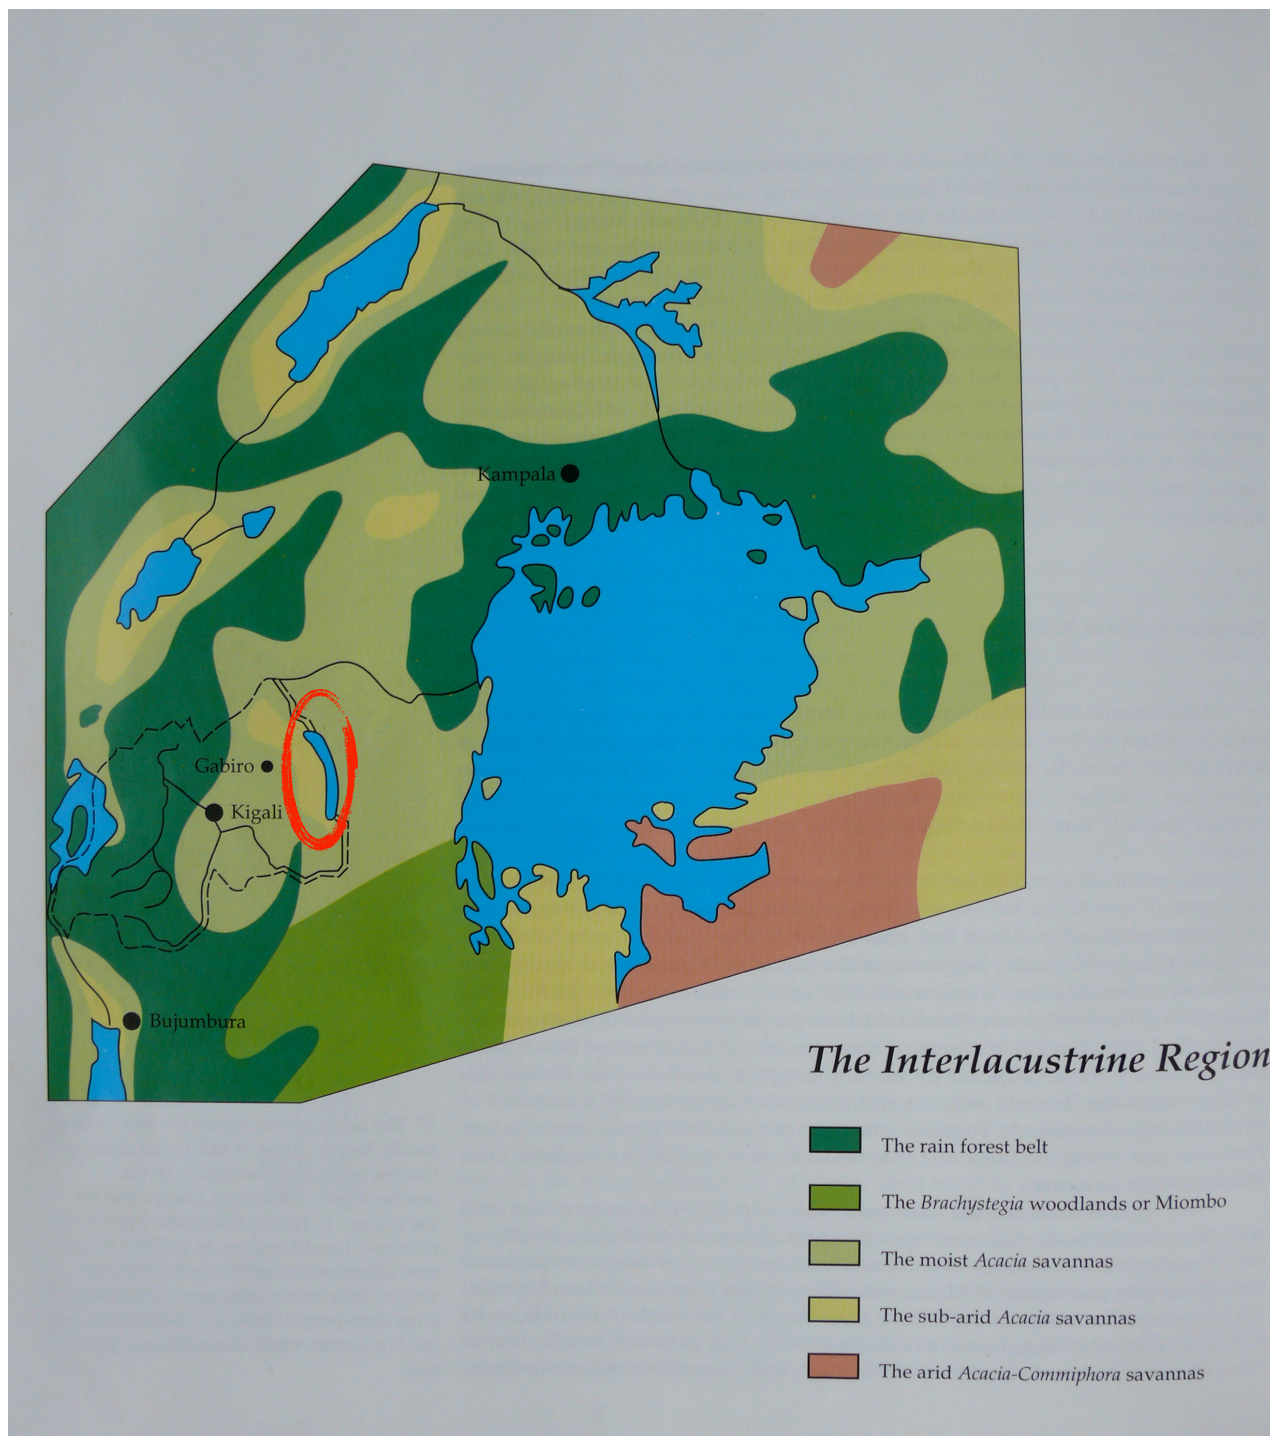 Kampala
Gabiro
Kigali
Bujumbura
The Interlacustrine Region
The rain forest belt
The Brachystegia woodlands or Miombo
The moist Acacia savannas
The sub-arid Acacia savannas
The arid Acacia-Commiphora savannas